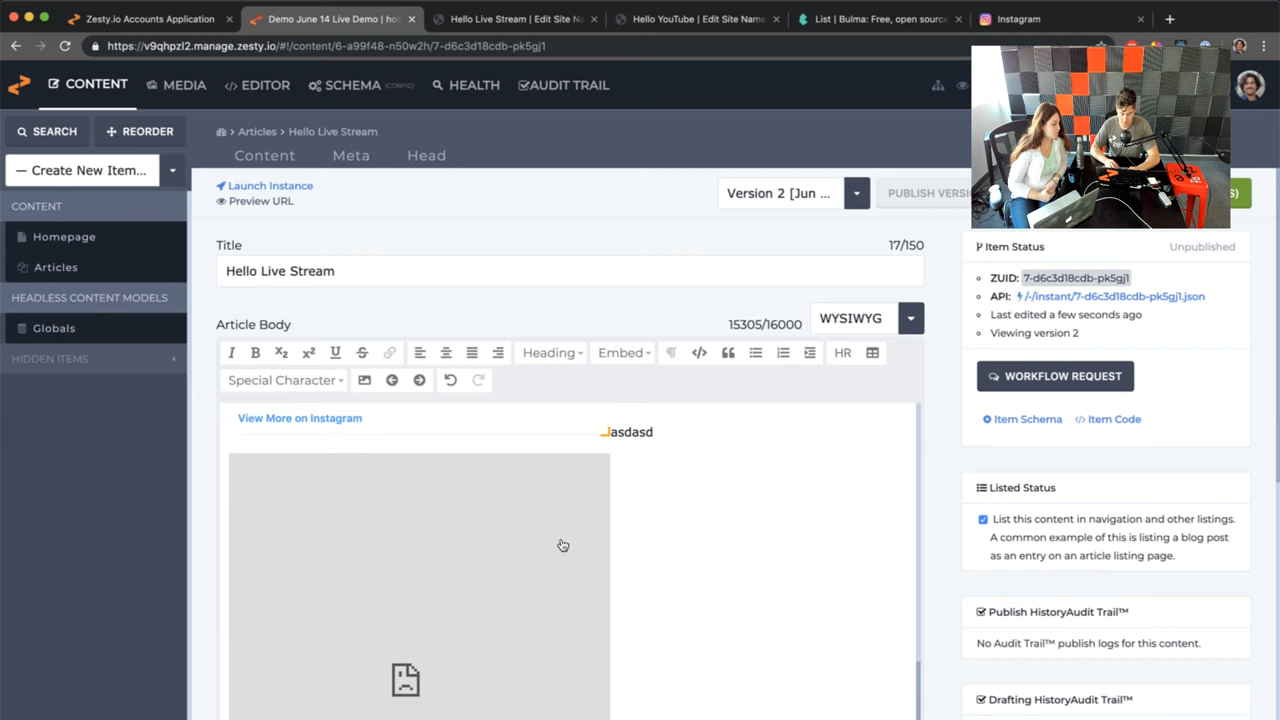 Zesty.io Accounts Application
Demo June 14 Live Demo | hon
Hello Live Stream | Edit Site N
Hello YouTube | Edit Site Name
List | Bulma: Free, open source
Instagram
https://v9qhpzl2.manage.zesty.io/#!/content/6-a99f48-n50w2h/7-d6c3d18cdb-pk5gj1
CONTENT
MEDIA
EDITOR
SCHEMA (CONFIG)
HEALTH
AUDIT TRAIL
SEARCH
REORDER
— Create New Item...
CONTENT
Homepage
Articles
HEADLESS CONTENT MODELS
Globals
HIDDEN ITEMS
> Articles > Hello Live Stream
Content
Meta
Head
Launch Instance
Preview URL
Version 2 [Jun ...
PUBLISH VERSI
S)
Title
17/150
Hello Live Stream
Article Body
15305/16000
WYSIWYG
Heading
Embed
HR
Special Character
View More on Instagram
asdasd
Item Status
Unpublished
ZUID: 7-d6c3d18cdb-pk5gj1
API: /-/instant/7-d6c3d18cdb-pk5gj1.json
Last edited a few seconds ago
Viewing version 2
WORKFLOW REQUEST
Item Schema
Item Code
Listed Status
List this content in navigation and other listings.
A common example of this is listing a blog post
as an entry on an article listing page.
Publish HistoryAudit Trail™
No Audit Trail™ publish logs for this content.
Drafting HistoryAudit Trail™